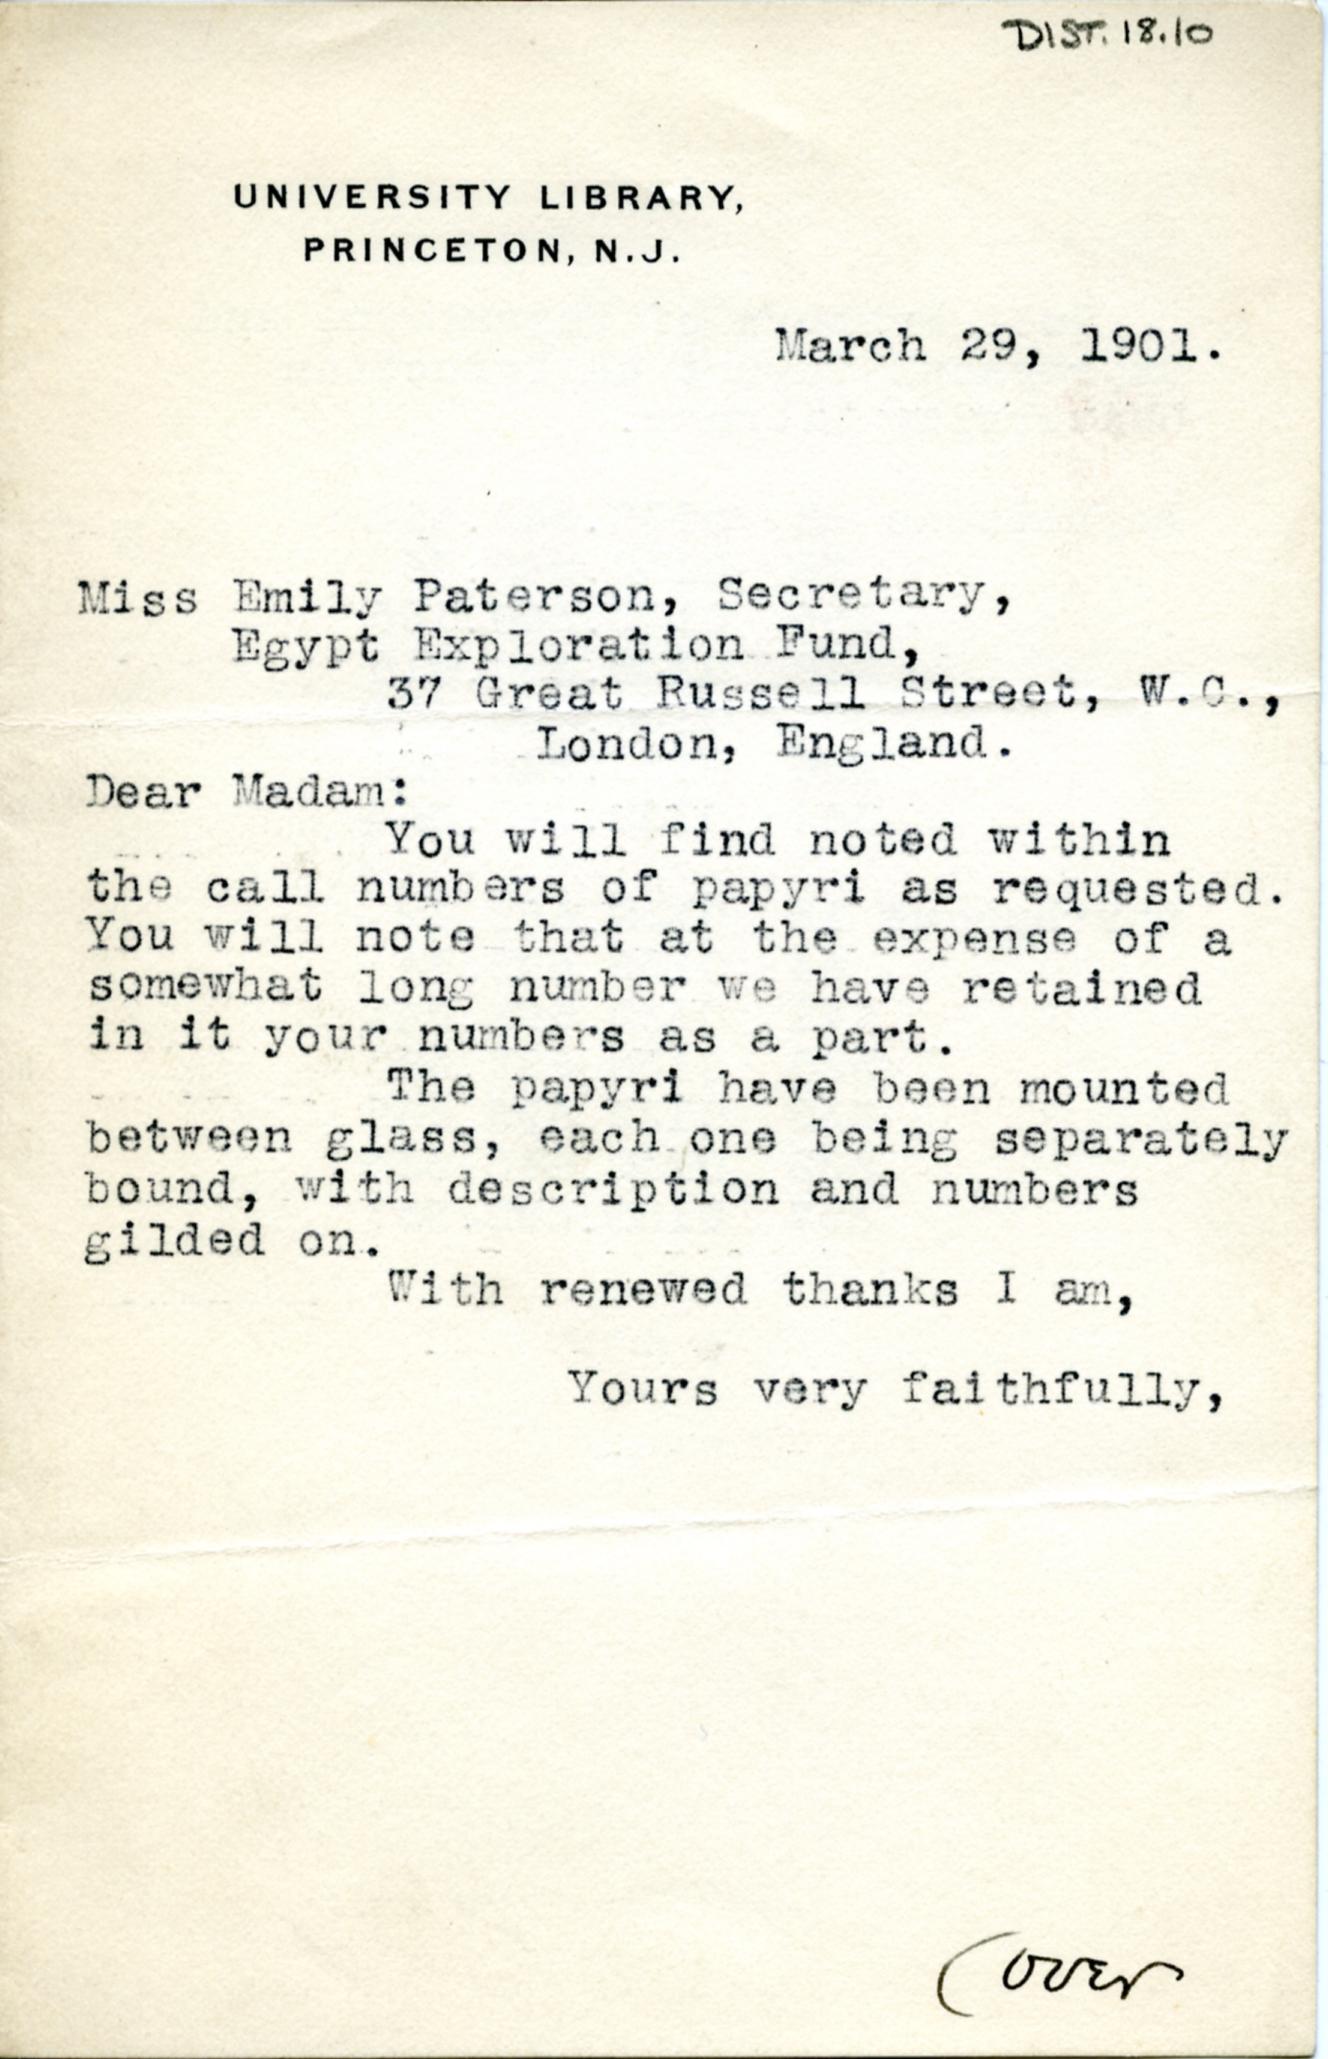 DIST. 18.10
UNIVERSITY LIBRARY,
PRINCETON, N.J.
March 29, 1901.
Miss Emily Paterson, Secretary,
Egypt Exploration Fund,
37 Great Russell Street, W.C.,
London, England.
Dear Madam:
You will find noted within
the call numbers of papyri as requested.
You will note that at the expense of a
somewhat long number we have retained
in it your numbers as a part.
The papyri have been mounted
between glass, each one being separately
bound, with description and numbers
gilded on.
With renewed thanks I am,
Yours very faithfully,
(over